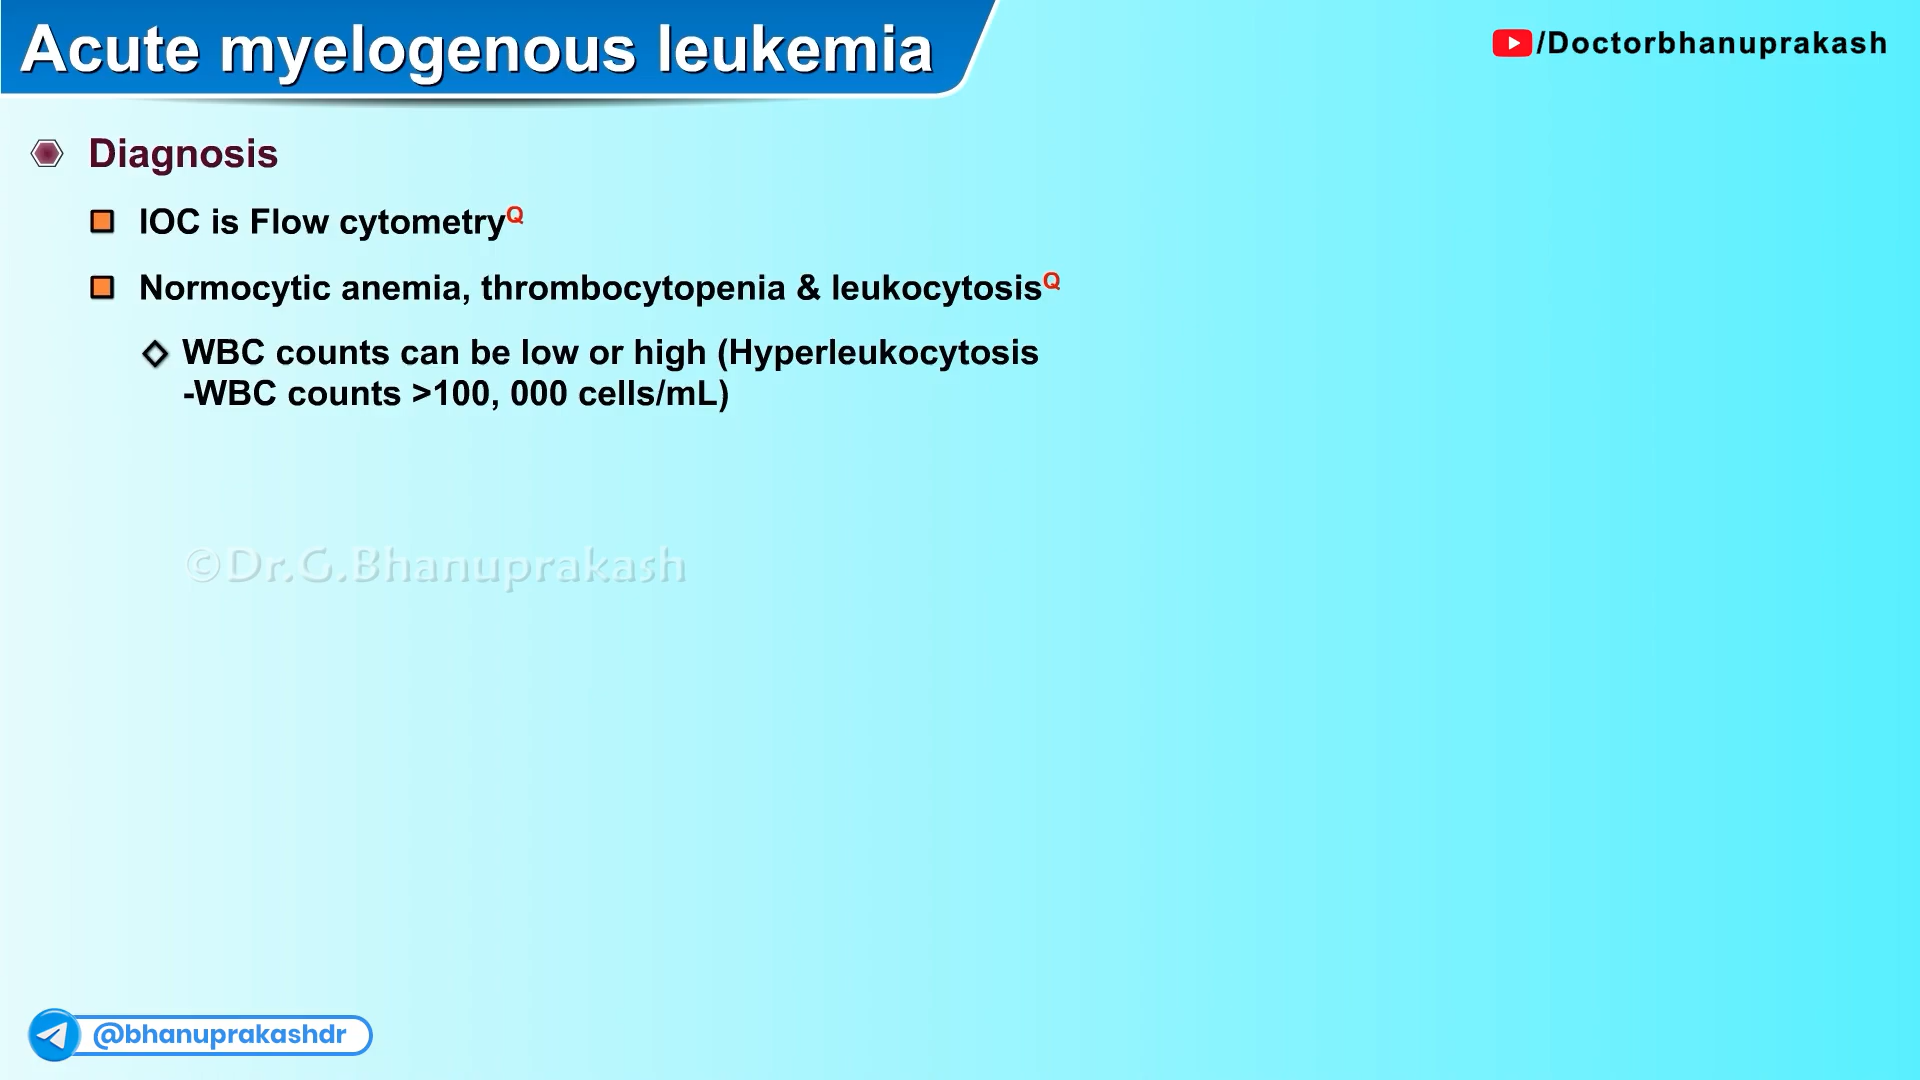 Acute myelogenous leukemia
/Doctorbhanuprakash
Diagnosis
IOC is Flow cytometryQ
Normocytic anemia, thrombocytopenia & leukocytosisQ
WBC counts can be low or high (Hyperleukocytosis
-WBC counts >100, 000 cells/mL)
©Dr.G.Bhanuprakash
@bhanuprakashdr